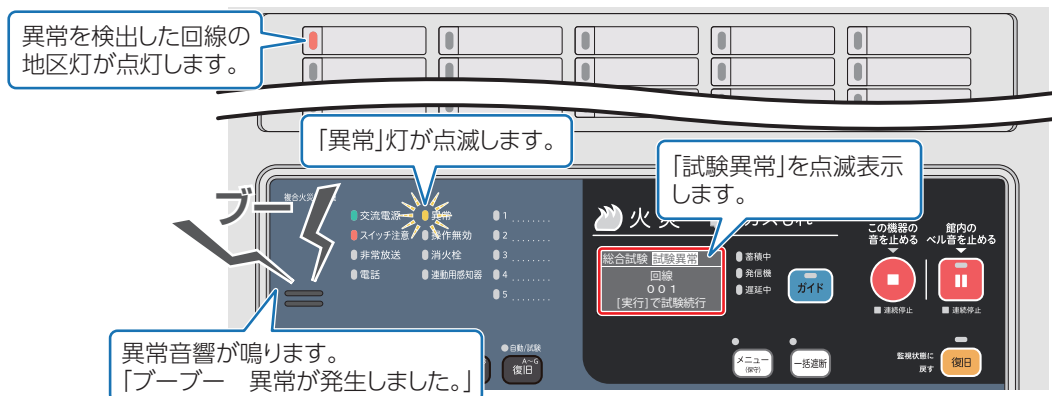 異常を検出した回線の
地区灯が点灯します。
「異常」灯が点滅します。
「試験異常」を点滅表示
します。
ブー
複合火災
交流電源
異常
1
スイッチ注意
操作無効
2
非常放送
消火栓
3
電話
連動用感知器
4
5
火災
総合試験 試験異常
回線
001
[実行]で試験続行
蓄積中
発信機
遅延中
ガイド
この機器の
音を止める
館内の
ベル音を止める
連続停止
連続停止
異常音響が鳴ります。
「ブーブー　異常が発生しました。」
自動/試験
A~G
復旧
メニュー
(保守)
一括遮断
監視状態に
戻す
復旧